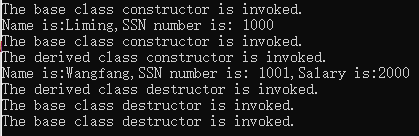 The base class constructor is invoked.
Name is:Liming,SSN number is: 1000
The base class constructor is invoked.
The derived class constructor is invoked.
Name is:Wangfang,SSN number is: 1001,Salary is:2000
The derived class destructor is invoked.
The base class destructor is invoked.
The base class destructor is invoked.